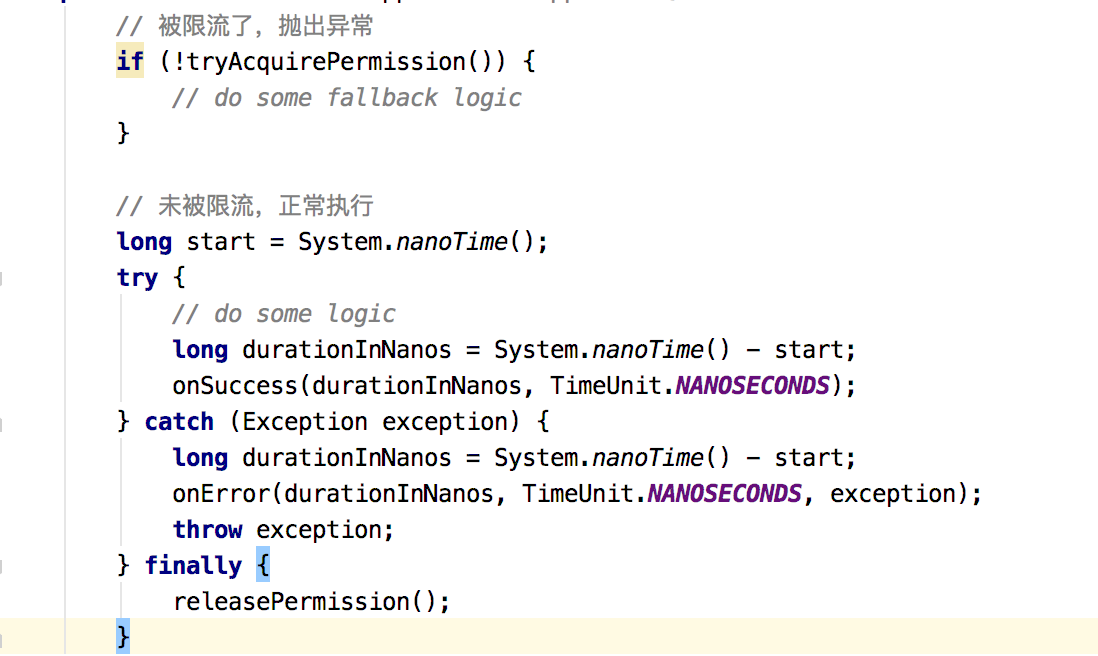 // 被限流了，抛出异常
if (!tryAcquirePermission()) {
// do some fallback logic
}
// 未被限流，正常执行
long start = System.nanoTime();
try {
// do some logic
long durationInNanos = System.nanoTime() - start;
onSuccess(durationInNanos, TimeUnit.NANOSECONDS);
} catch (Exception exception) {
long durationInNanos = System.nanoTime() - start;
onError(durationInNanos, TimeUnit.NANOSECONDS, exception);
throw exception;
} finally {
releasePermission();
}